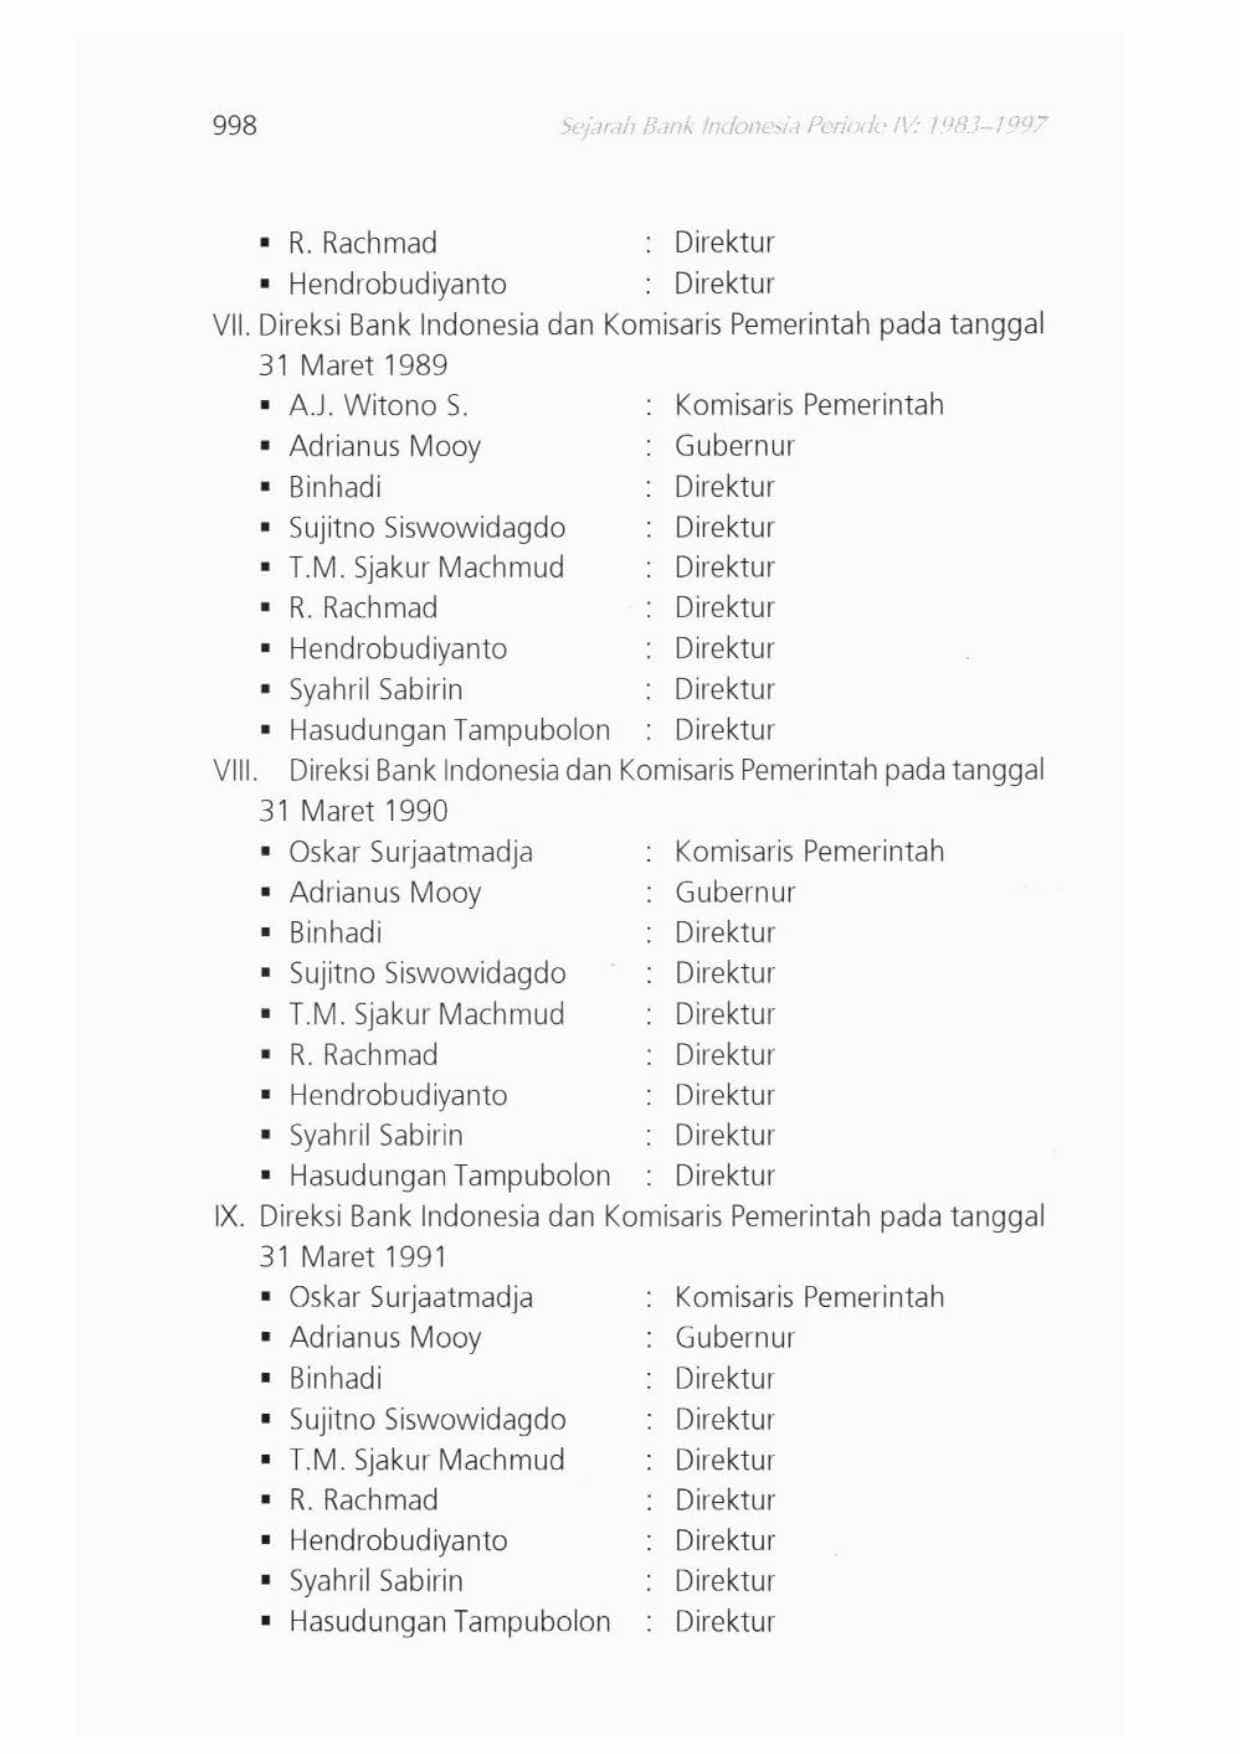 998 Sejarah Bank Indonesia Periode IV: 1983–1997
▪ R. Rachmad : Direktur
▪ Hendrobudiyanto : Direktur
VII. Direksi Bank Indonesia dan Komisaris Pemerintah pada tanggal
31 Maret 1989
▪ A.J. Witono S. : Komisaris Pemerintah
▪ Adrianus Mooy : Gubernur
▪ Binhadi : Direktur
▪ Sujitno Siswowidagdo : Direktur
▪ T.M. Sjakur Machmud : Direktur
▪ R. Rachmad : Direktur
▪ Hendrobudiyanto : Direktur
▪ Syahril Sabirin : Direktur
▪ Hasudungan Tampubolon : Direktur
VIII. Direksi Bank Indonesia dan Komisaris Pemerintah pada tanggal
31 Maret 1990
▪ Oskar Surjaatmadja : Komisaris Pemerintah
▪ Adrianus Mooy : Gubernur
▪ Binhadi : Direktur
▪ Sujitno Siswowidagdo : Direktur
▪ T.M. Sjakur Machmud : Direktur
▪ R. Rachmad : Direktur
▪ Hendrobudiyanto : Direktur
▪ Syahril Sabirin : Direktur
▪ Hasudungan Tampubolon : Direktur
IX. Direksi Bank Indonesia dan Komisaris Pemerintah pada tanggal
31 Maret 1991
▪ Oskar Surjaatmadja : Komisaris Pemerintah
▪ Adrianus Mooy : Gubernur
▪ Binhadi : Direktur
▪ Sujitno Siswowidagdo : Direktur
▪ T.M. Sjakur Machmud : Direktur
▪ R. Rachmad : Direktur
▪ Hendrobudiyanto : Direktur
▪ Syahril Sabirin : Direktur
▪ Hasudungan Tampubolon : Direktur